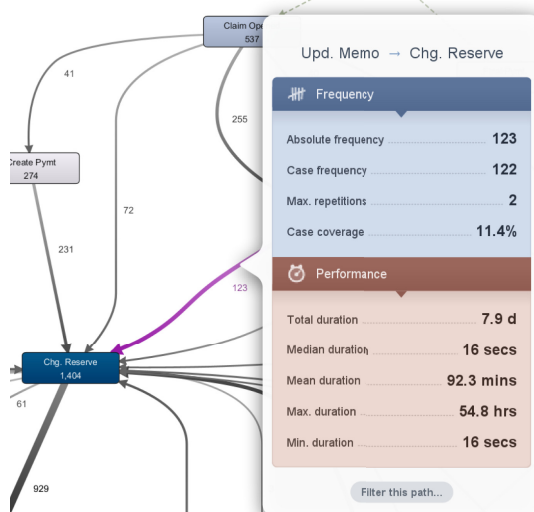 Claim Ope
537
41
255
Create Pymt
274
72
231
123
Chg. Reserve
1,404
61
929
Upd. Memo → Chg. Reserve
Frequency
Absolute frequency 123
Case frequency 122
Max. repetitions 2
Case coverage 11.4%
Performance
Total duration 7.9 d
Median duration 16 secs
Mean duration 92.3 mins
Max. duration 54.8 hrs
Min. duration 16 secs
Filter this path...